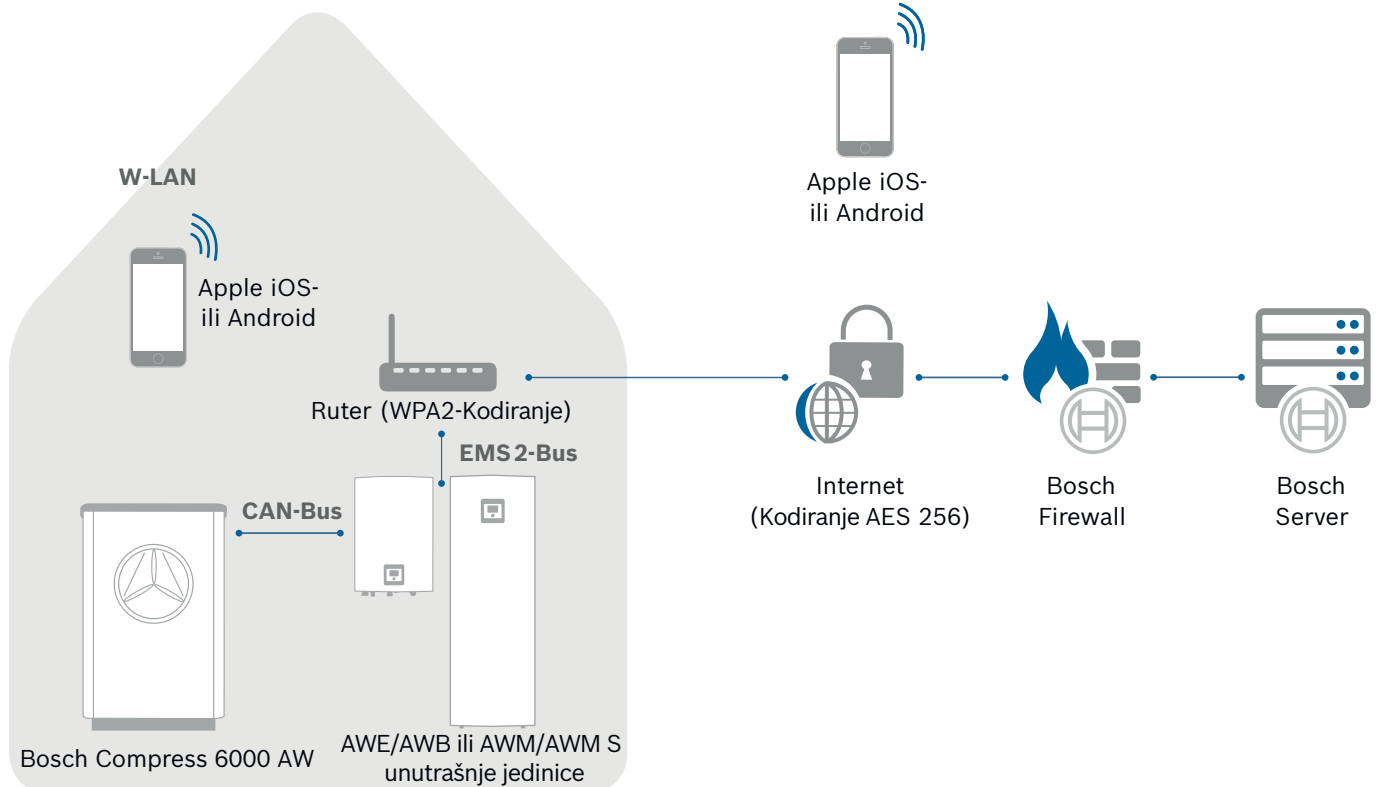 W-LAN
Apple iOS-
ili Android
Apple iOS-
ili Android
Ruter (WPA2-Kodiranje)
EMS 2-Bus
CAN-Bus
Internet
(Kodiranje AES 256)
Bosch
Firewall
Bosch
Server
Bosch Compress 6000 AW
AWE/AWB ili AWM/AWM S
unutrašnje jedinice